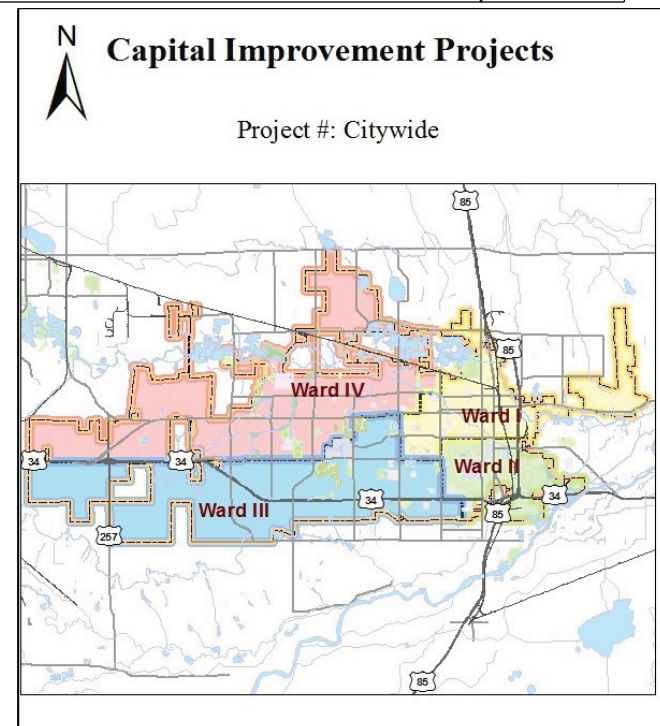 N
Capital Improvement Projects
Project #: Citywide
85
85
Ward IV
Ward I
Ward II
34
34
34
34
Ward III
85
257
85